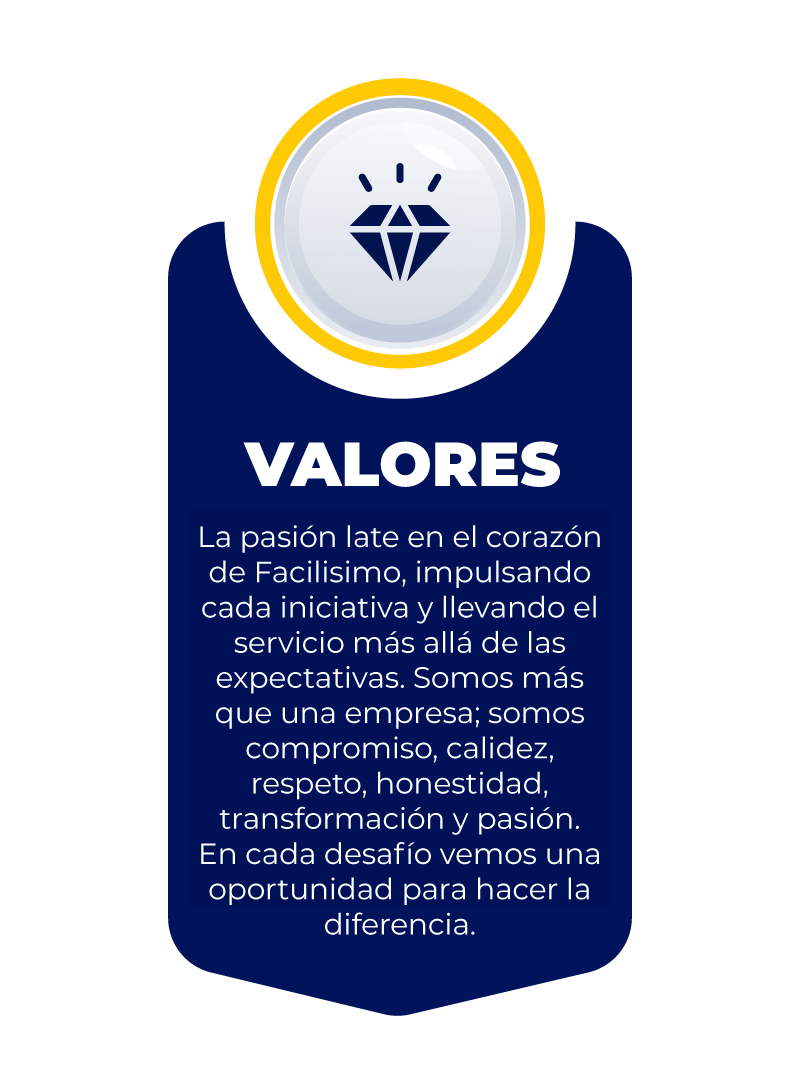 VALORES
La pasión late en el corazón
de Facilisimo, impulsando
cada iniciativa y llevando el
servicio más allá de las
expectativas. Somos más
que una empresa; somos
compromiso, calidez,
respeto, honestidad,
transformación y pasión.
En cada desafío vemos una
oportunidad para hacer la
diferencia.